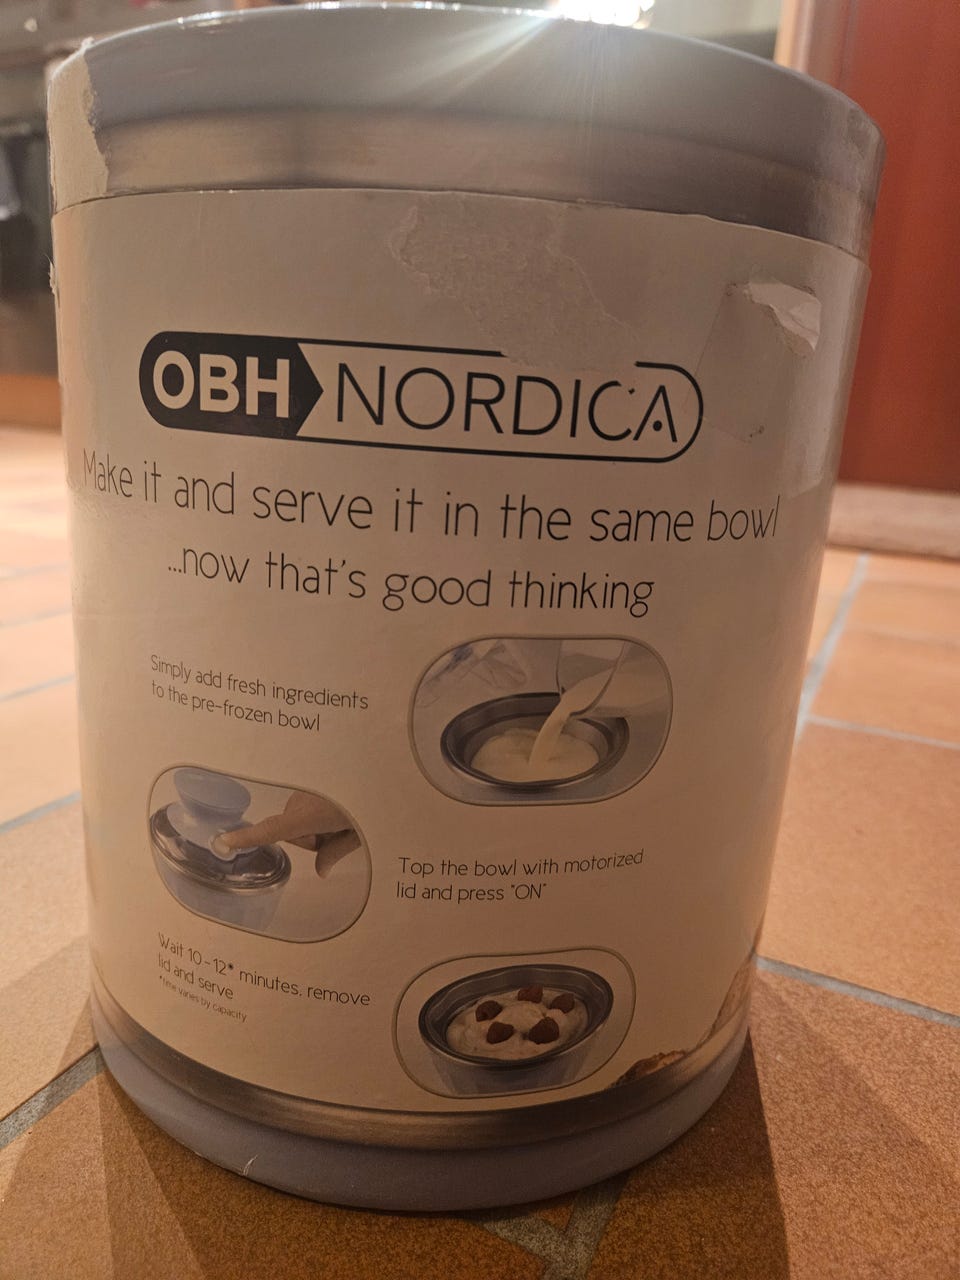 OBH NORDICA
Make it and serve it in the same bowl
...now that's good thinking
Simply add fresh ingredients
to the pre-frozen bowl
Top the bowl with motorized
lid and press "ON"
Wait 10-12* minutes, remove
lid and serve
*time varies by capacity